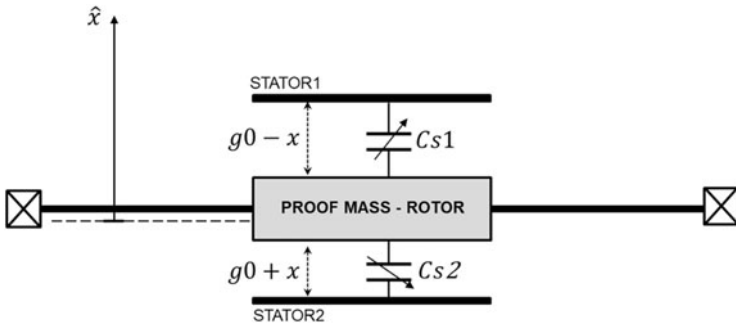 x̂
STATOR1
g0 − x
Cs1
PROOF MASS - ROTOR
g0 + x
Cs2
STATOR2